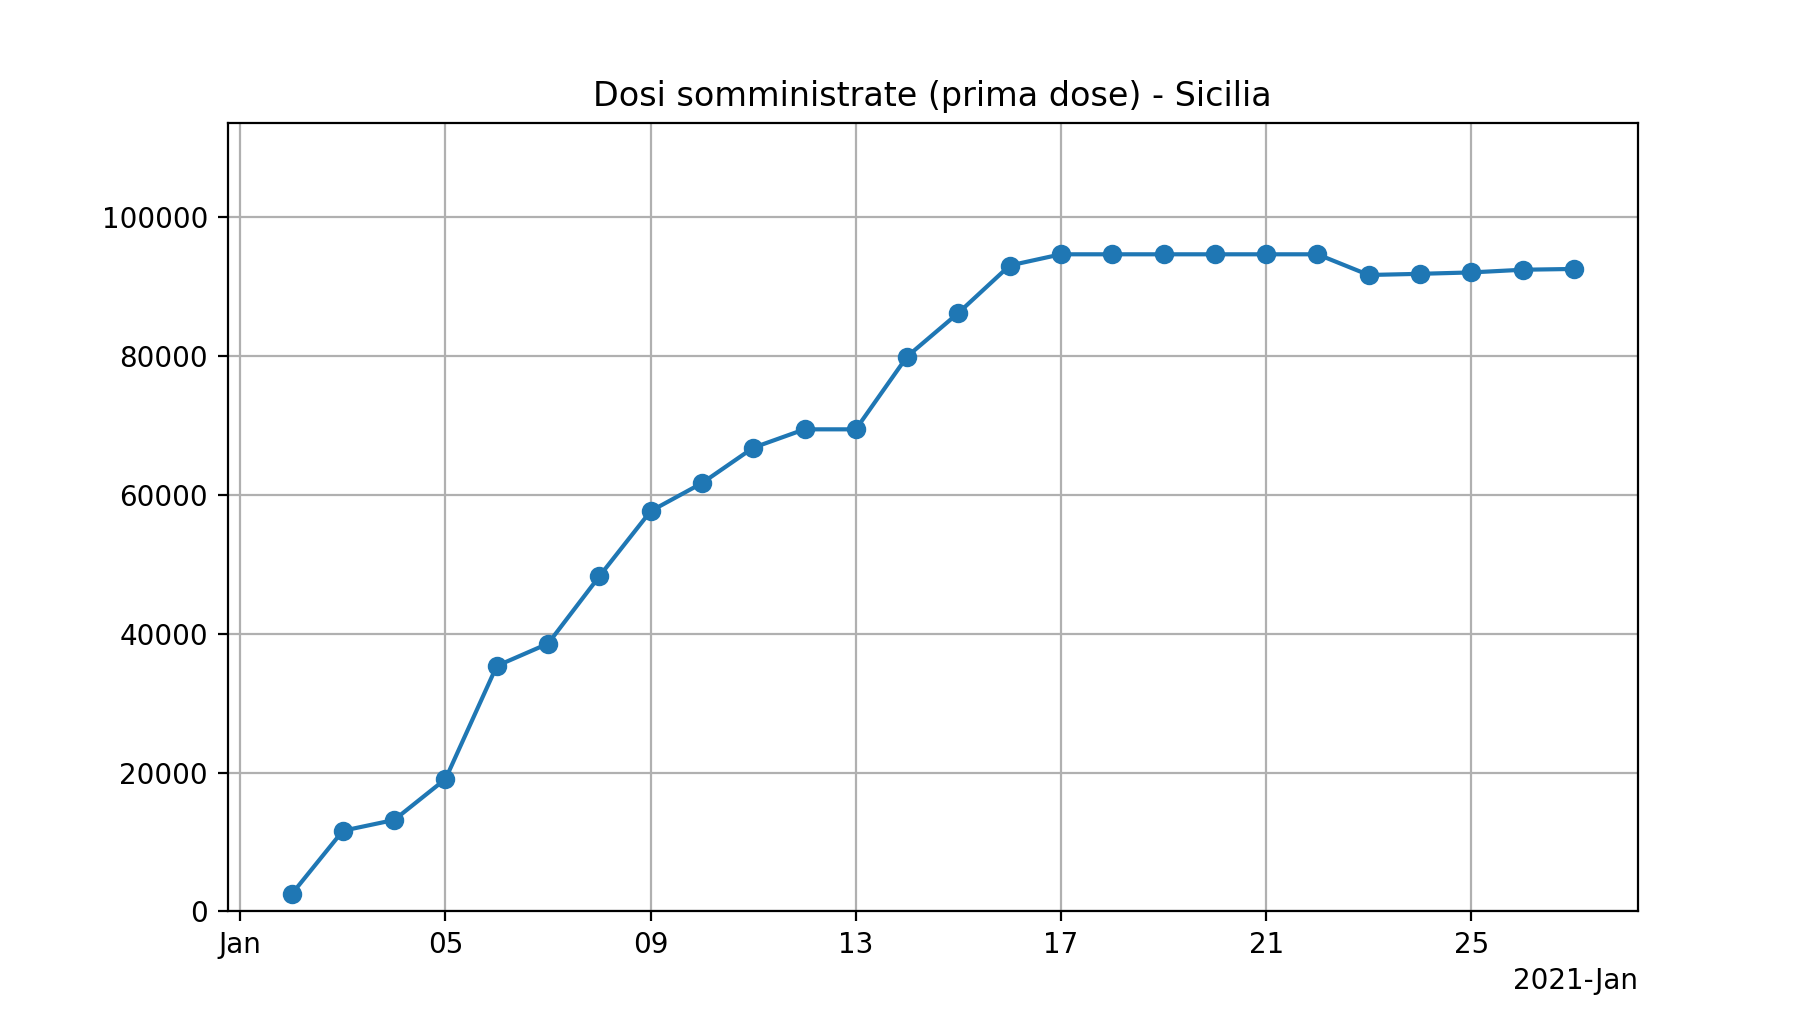 Dosi somministrate (prima dose) - Sicilia
100000
80000
60000
40000
20000
0
Jan 05 09 13 17 21 25
2021-Jan